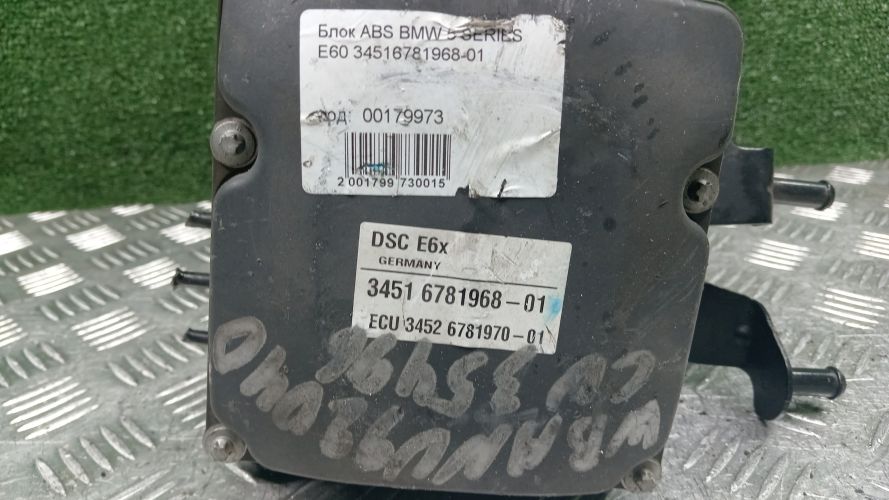 Блок ABS BMW 5 SERIES
E60 34516781968-01
код: 00179973
2 001799 730015
DSC E6x
GERMANY
3451 6781968-01
ECU 3452 6781970-01